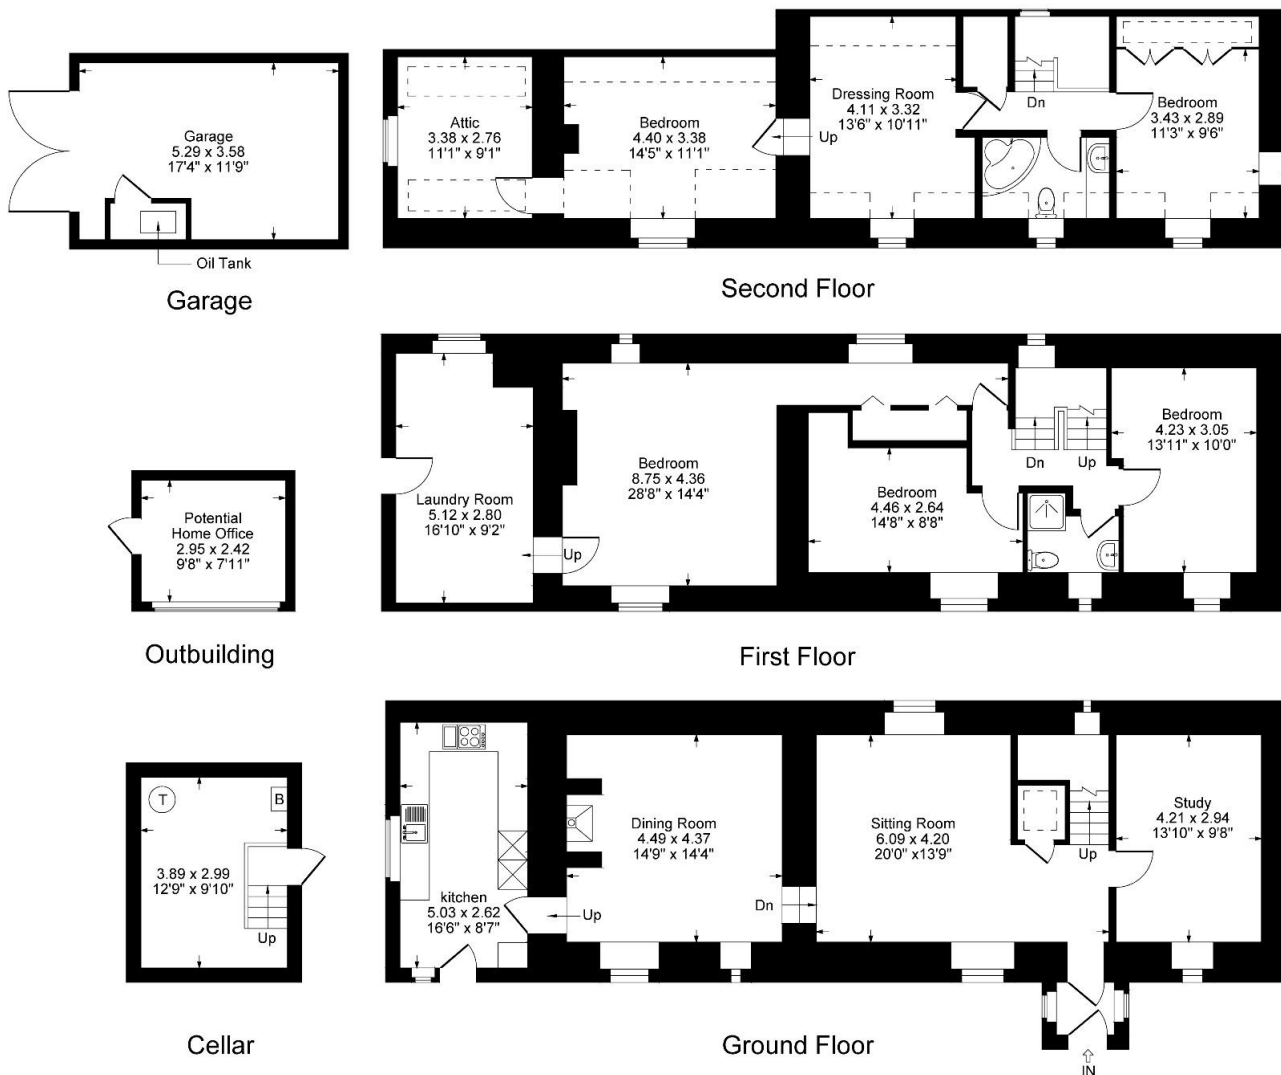 Garage
5.29 x 3.58
17'4" x 11'9"
Oil Tank
Garage
Attic
3.38 x 2.76
11'1" x 9'1"
Bedroom
4.40 x 3.38
14'5" x 11'1"
Up
Dressing Room
4.11 x 3.32
13'6" x 10'11"
Dn
Bedroom
3.43 x 2.89
11'3" x 9'6"
Second Floor
Potential
Home Office
2.95 x 2.42
9'8" x 7'11"
Outbuilding
Laundry Room
5.12 x 2.80
16'10" x 9'2"
Up
Bedroom
8.75 x 4.36
28'8" x 14'4"
Bedroom
4.46 x 2.64
14'8" x 8'8"
Dn
Up
Bedroom
4.23 x 3.05
13'11" x 10'0"
First Floor
T
B
3.89 x 2.99
12'9" x 9'10"
Up
Cellar
kitchen
5.03 x 2.62
16'6" x 8'7"
Up
Dining Room
4.49 x 4.37
14'9" x 14'4"
Dn
Sitting Room
6.09 x 4.20
20'0" x13'9"
Up
Study
4.21 x 2.94
13'10" x 9'8"
IN
Ground Floor